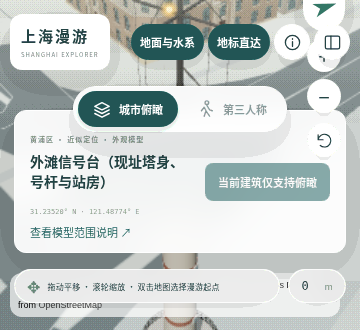 上海漫游
SHANGHAI EXPLORER
地面与水系
地标直达
城市俯瞰
第三人称
黄浦区 · 近似定位 · 外观模型
外滩信号台（现址塔身、
号杆与站房）
当前建筑仅支持俯瞰
31.23520° N · 121.48774° E
查看模型范围说明 ↗
拖动平移 · 滚轮缩放 · 双击地图选择漫游起点
0 m
from OpenStreetMap